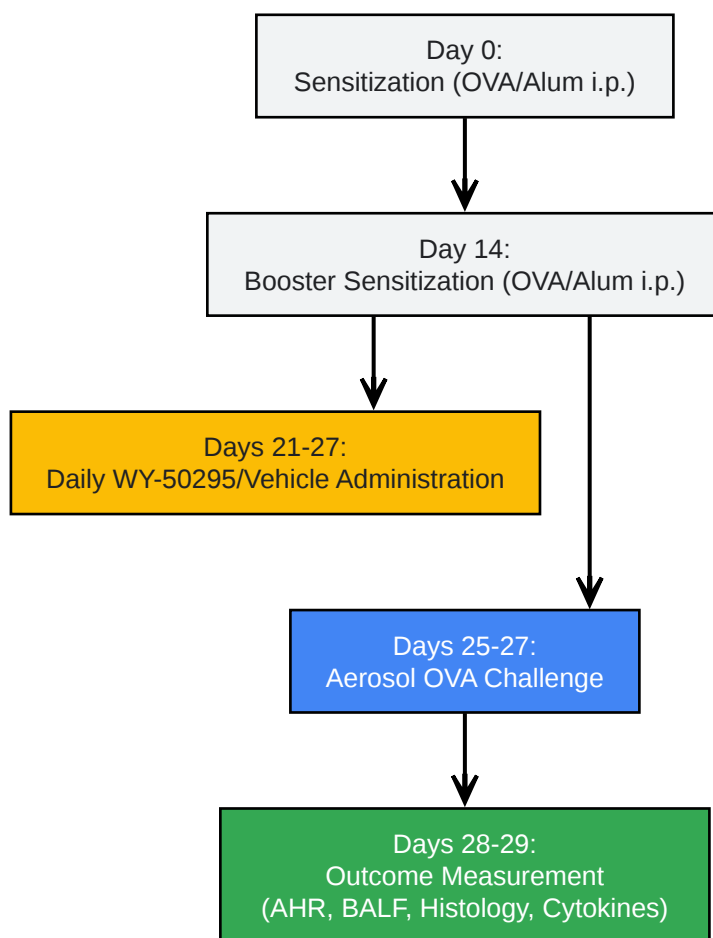 Day 0:
Sensitization (OVA/Alum i.p.)
Day 14:
Booster Sensitization (OVA/Alum i.p.)
Days 21-27:
Daily WY-50295/Vehicle Administration
Days 25-27:
Aerosol OVA Challenge
Days 28-29:
Outcome Measurement
(AHR, BALF, Histology, Cytokines)